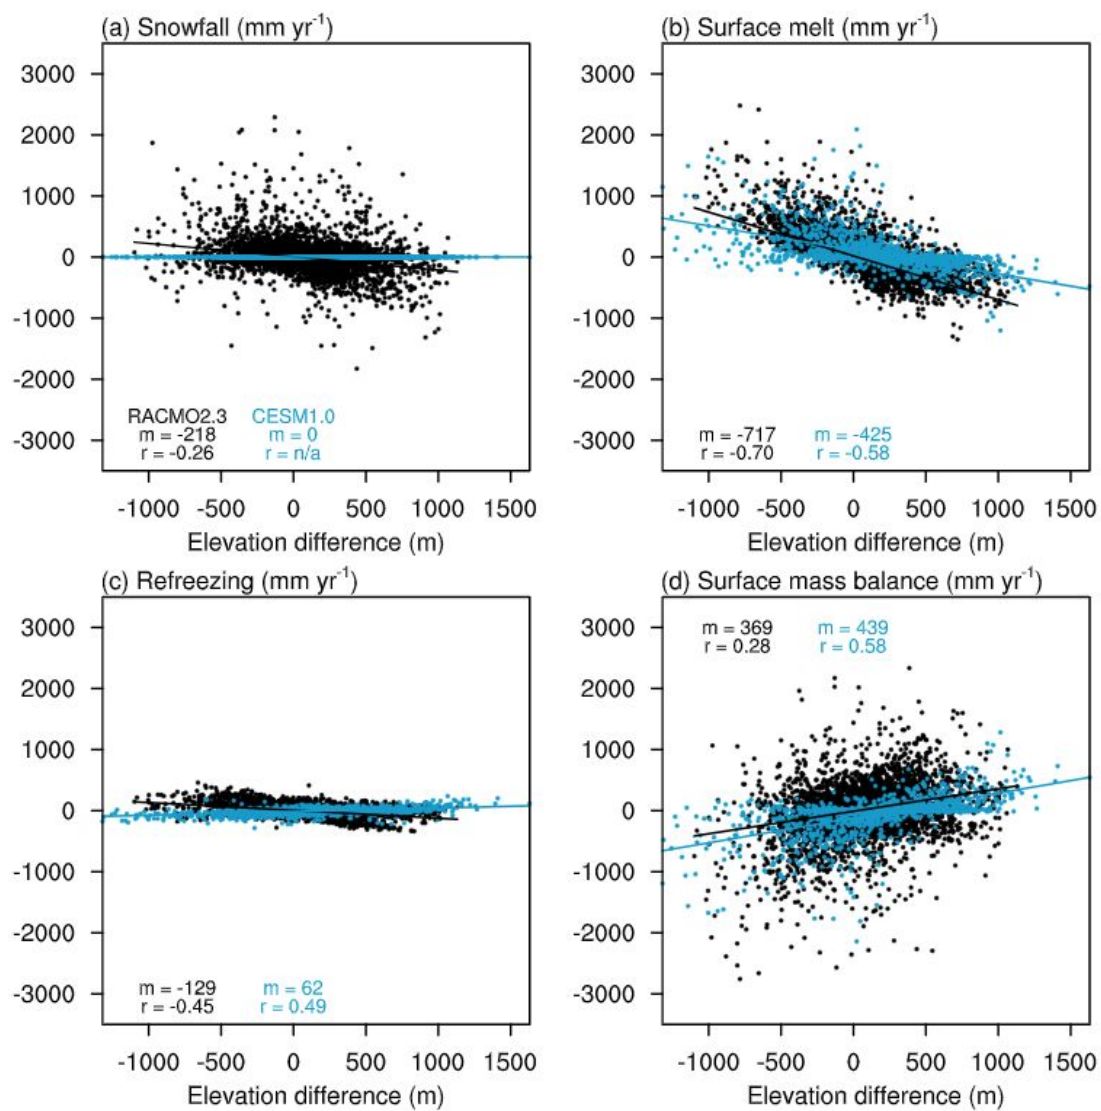 (a) Snowfall (mm yr-1)
3000
2000
1000
0
-1000
-2000
-3000
RACMO2.3 CESM1.0
m = -218 m = 0
r = -0.26 r = n/a
-1000 -500 0 500 1000 1500
Elevation difference (m)
(b) Surface melt (mm yr-1)
3000
2000
1000
0
-1000
-2000
-3000
m = -717 m = -425
r = -0.70 r = -0.58
-1000 -500 0 500 1000 1500
Elevation difference (m)
(c) Refreezing (mm yr-1)
3000
2000
1000
0
-1000
-2000
-3000
m = -129 m = 62
r = -0.45 r = 0.49
-1000 -500 0 500 1000 1500
Elevation difference (m)
(d) Surface mass balance (mm yr-1)
m = 369 m = 439
r = 0.28 r = 0.58
3000
2000
1000
0
-1000
-2000
-3000
-1000 -500 0 500 1000 1500
Elevation difference (m)